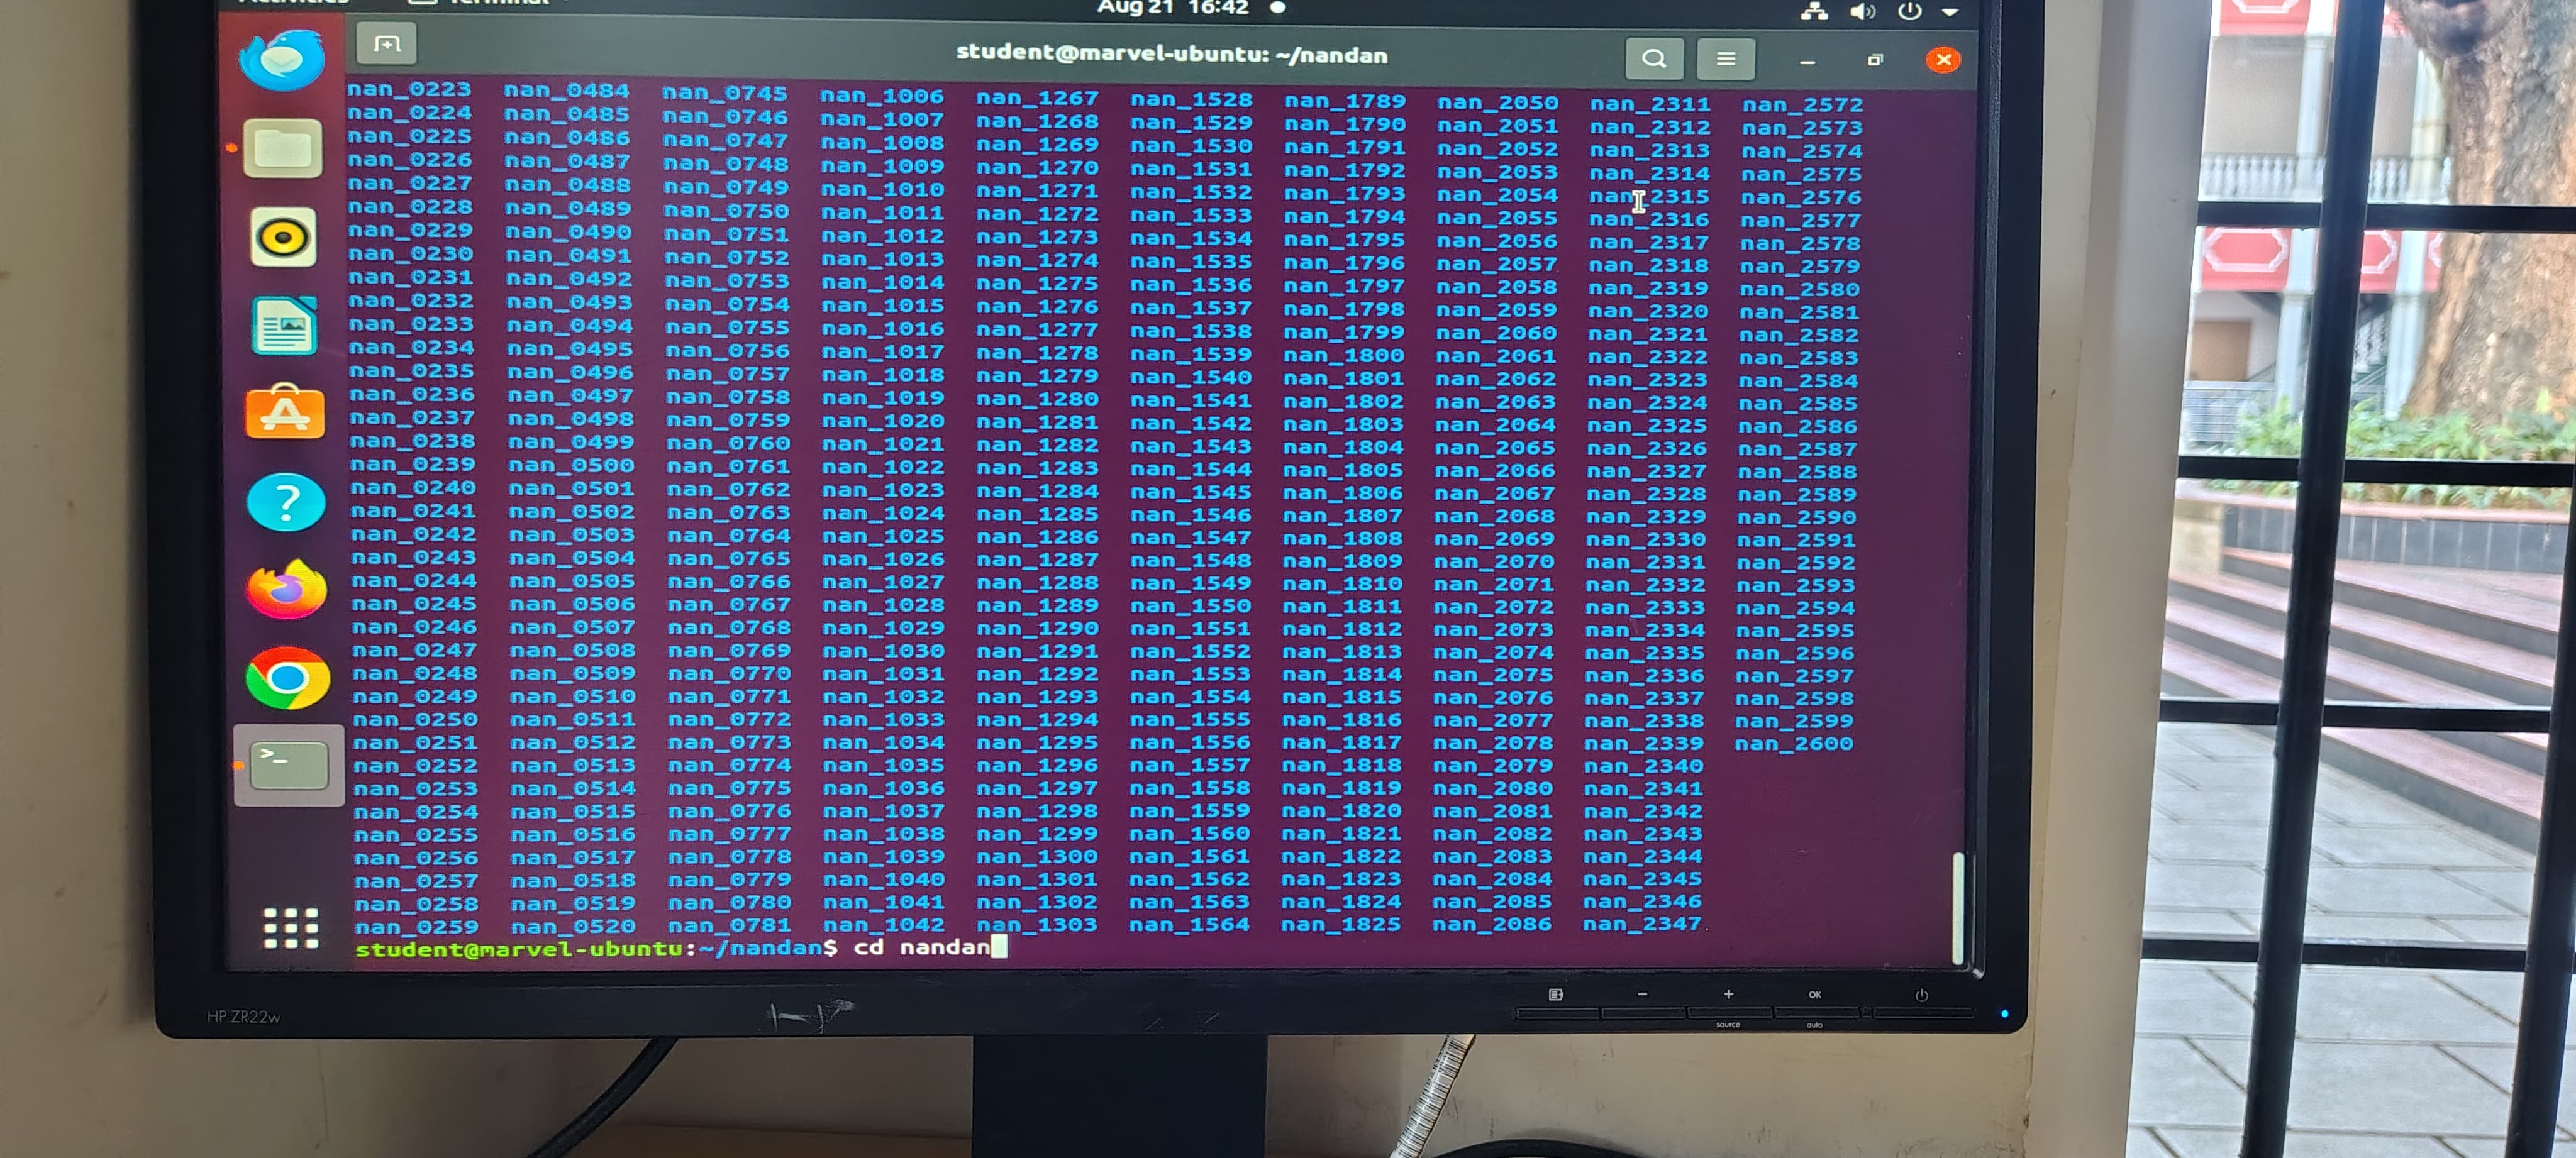 Aug 21 16:42
student@marvel-ubuntu: ~/nandan
nan_0223 nan_0484 nan_0745 nan_1006 nan_1267 nan_1528 nan_1789 nan_2050 nan_2311 nan_2572
nan_0224 nan_0485 nan_0746 nan_1007 nan_1268 nan_1529 nan_1790 nan_2051 nan_2312 nan_2573
nan_0225 nan_0486 nan_0747 nan_1008 nan_1269 nan_1530 nan_1791 nan_2052 nan_2313 nan_2574
nan_0226 nan_0487 nan_0748 nan_1009 nan_1270 nan_1531 nan_1792 nan_2053 nan_2314 nan_2575
nan_0227 nan_0488 nan_0749 nan_1010 nan_1271 nan_1532 nan_1793 nan_2054 nan_2315 nan_2576
nan_0228 nan_0489 nan_0750 nan_1011 nan_1272 nan_1533 nan_1794 nan_2055 nan_2316 nan_2577
nan_0229 nan_0490 nan_0751 nan_1012 nan_1273 nan_1534 nan_1795 nan_2056 nan_2317 nan_2578
nan_0230 nan_0491 nan_0752 nan_1013 nan_1274 nan_1535 nan_1796 nan_2057 nan_2318 nan_2579
nan_0231 nan_0492 nan_0753 nan_1014 nan_1275 nan_1536 nan_1797 nan_2058 nan_2319 nan_2580
nan_0232 nan_0493 nan_0754 nan_1015 nan_1276 nan_1537 nan_1798 nan_2059 nan_2320 nan_2581
nan_0233 nan_0494 nan_0755 nan_1016 nan_1277 nan_1538 nan_1799 nan_2060 nan_2321 nan_2582
nan_0234 nan_0495 nan_0756 nan_1017 nan_1278 nan_1539 nan_1800 nan_2061 nan_2322 nan_2583
nan_0235 nan_0496 nan_0757 nan_1018 nan_1279 nan_1540 nan_1801 nan_2062 nan_2323 nan_2584
nan_0236 nan_0497 nan_0758 nan_1019 nan_1280 nan_1541 nan_1802 nan_2063 nan_2324 nan_2585
nan_0237 nan_0498 nan_0759 nan_1020 nan_1281 nan_1542 nan_1803 nan_2064 nan_2325 nan_2586
nan_0238 nan_0499 nan_0760 nan_1021 nan_1282 nan_1543 nan_1804 nan_2065 nan_2326 nan_2587
nan_0239 nan_0500 nan_0761 nan_1022 nan_1283 nan_1544 nan_1805 nan_2066 nan_2327 nan_2588
nan_0240 nan_0501 nan_0762 nan_1023 nan_1284 nan_1545 nan_1806 nan_2067 nan_2328 nan_2589
nan_0241 nan_0502 nan_0763 nan_1024 nan_1285 nan_1546 nan_1807 nan_2068 nan_2329 nan_2590
nan_0242 nan_0503 nan_0764 nan_1025 nan_1286 nan_1547 nan_1808 nan_2069 nan_2330 nan_2591
nan_0243 nan_0504 nan_0765 nan_1026 nan_1287 nan_1548 nan_1809 nan_2070 nan_2331 nan_2592
nan_0244 nan_0505 nan_0766 nan_1027 nan_1288 nan_1549 nan_1810 nan_2071 nan_2332 nan_2593
nan_0245 nan_0506 nan_0767 nan_1028 nan_1289 nan_1550 nan_1811 nan_2072 nan_2333 nan_2594
nan_0246 nan_0507 nan_0768 nan_1029 nan_1290 nan_1551 nan_1812 nan_2073 nan_2334 nan_2595
nan_0247 nan_0508 nan_0769 nan_1030 nan_1291 nan_1552 nan_1813 nan_2074 nan_2335 nan_2596
nan_0248 nan_0509 nan_0770 nan_1031 nan_1292 nan_1553 nan_1814 nan_2075 nan_2336 nan_2597
nan_0249 nan_0510 nan_0771 nan_1032 nan_1293 nan_1554 nan_1815 nan_2076 nan_2337 nan_2598
nan_0250 nan_0511 nan_0772 nan_1033 nan_1294 nan_1555 nan_1816 nan_2077 nan_2338 nan_2599
nan_0251 nan_0512 nan_0773 nan_1034 nan_1295 nan_1556 nan_1817 nan_2078 nan_2339 nan_2600
nan_0252 nan_0513 nan_0774 nan_1035 nan_1296 nan_1557 nan_1818 nan_2079 nan_2340
nan_0253 nan_0514 nan_0775 nan_1036 nan_1297 nan_1558 nan_1819 nan_2080 nan_2341
nan_0254 nan_0515 nan_0776 nan_1037 nan_1298 nan_1559 nan_1820 nan_2081 nan_2342
nan_0255 nan_0516 nan_0777 nan_1038 nan_1299 nan_1560 nan_1821 nan_2082 nan_2343
nan_0256 nan_0517 nan_0778 nan_1039 nan_1300 nan_1561 nan_1822 nan_2083 nan_2344
nan_0257 nan_0518 nan_0779 nan_1040 nan_1301 nan_1562 nan_1823 nan_2084 nan_2345
nan_0258 nan_0519 nan_0780 nan_1041 nan_1302 nan_1563 nan_1824 nan_2085 nan_2346
nan_0259 nan_0520 nan_0781 nan_1042 nan_1303 nan_1564 nan_1825 nan_2086 nan_2347
student@marvel-ubuntu:~/nandan$ cd nandan
HP ZR22w
- + OK
source auto